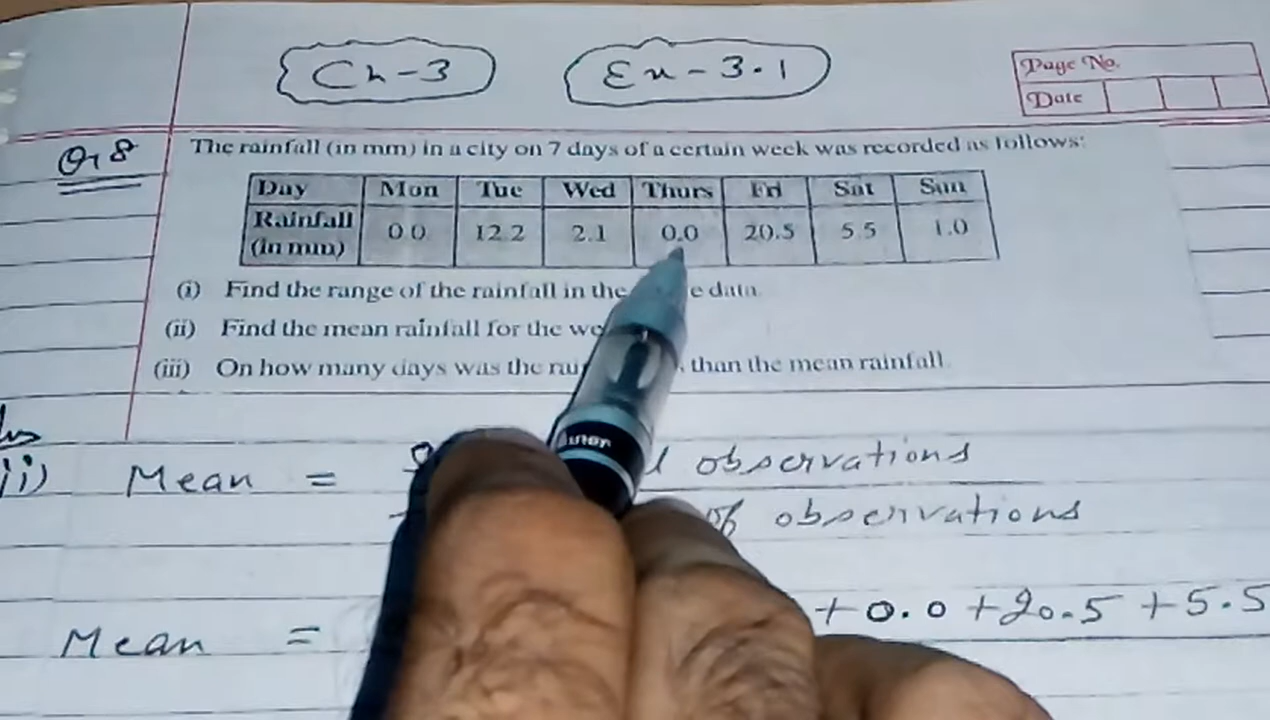 Ch-3 Ex-3.1
Page No.
Date
Q.8 The rainfall (in mm) in a city on 7 days of a certain week was recorded as follows:
Day Mon Tue Wed Thurs Fri Sat Sun
Rainfall (in mm) 0.0 12.2 2.1 0.0 20.5 5.5 1.0
(i) Find the range of the rainfall in the data.
(ii) Find the mean rainfall for the
(iii) On how many days was the than the mean rainfall.
ii) Mean = observations
of observations
Mean = +0.0 +20.5 +5.5